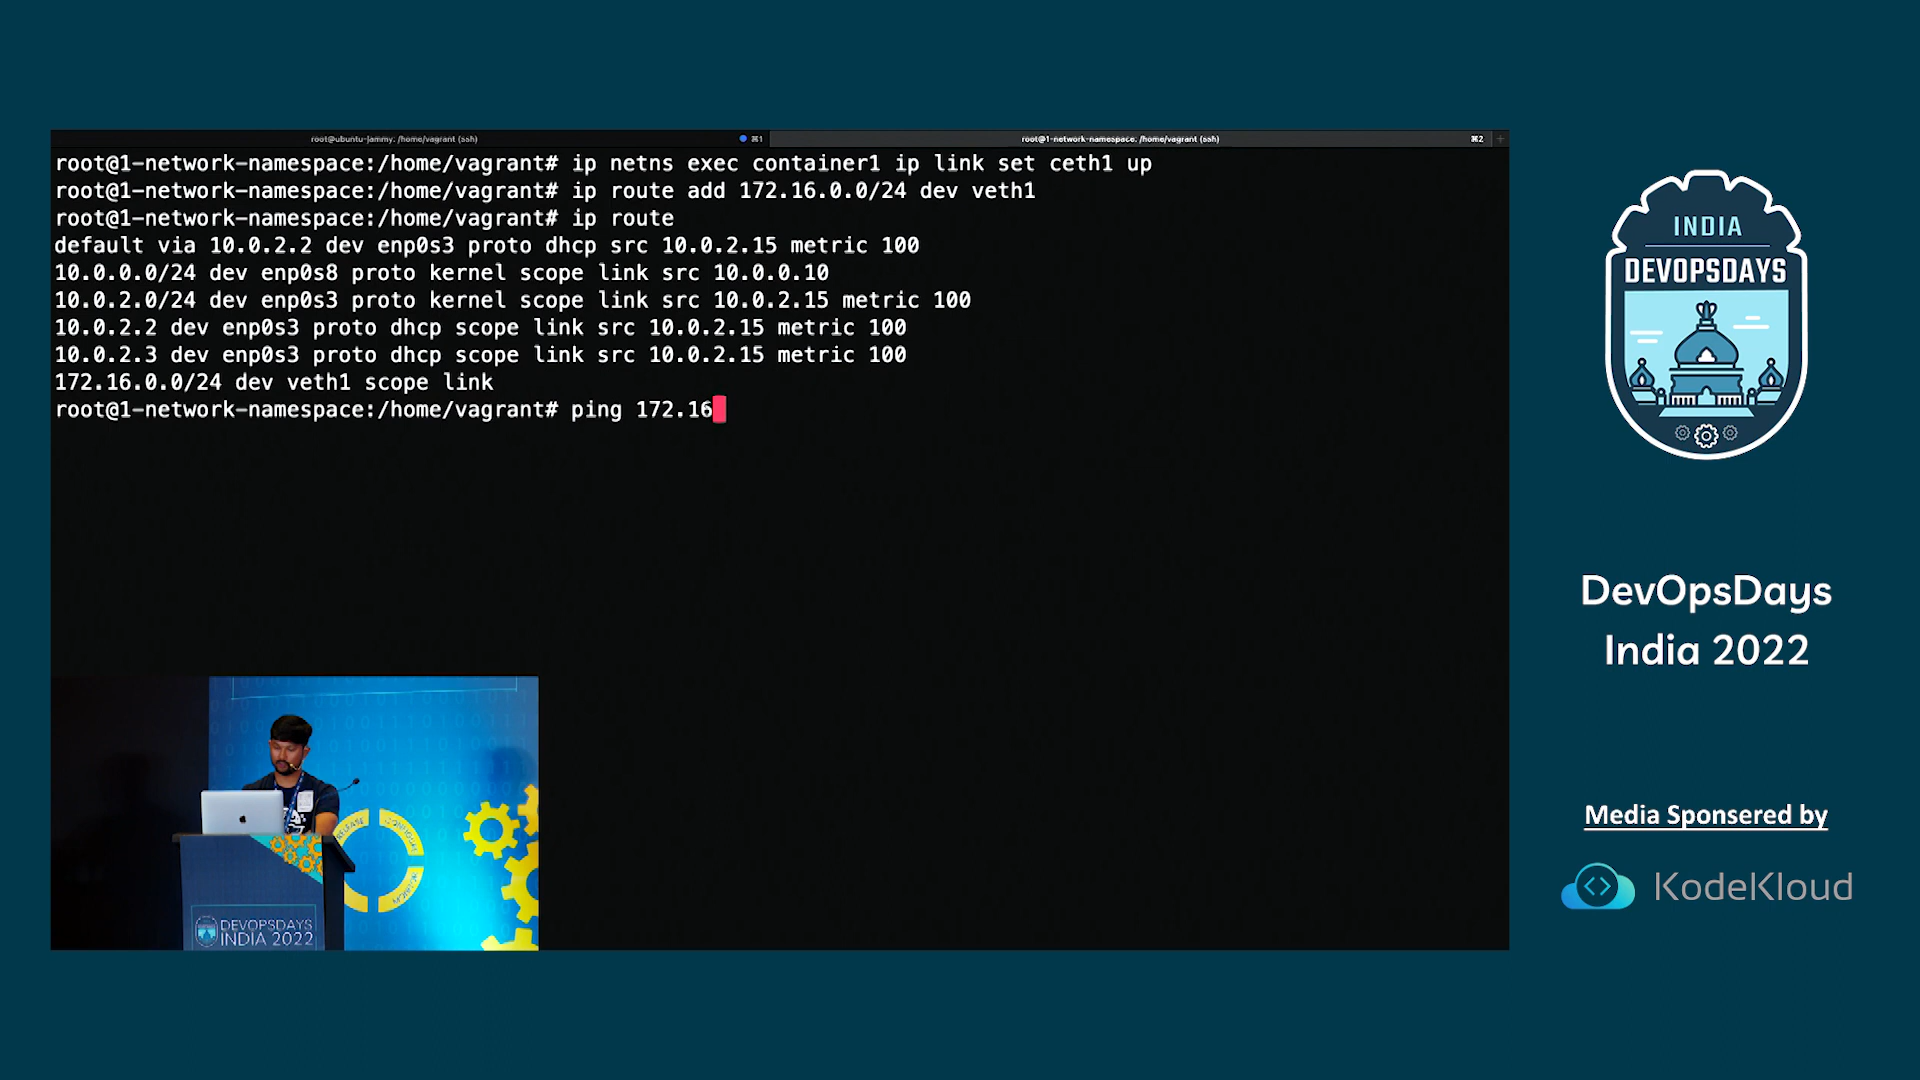 root@ubuntu-jammy: /home/vagrant (ssh)
⌘1
root@1-network-namespace: /home/vagrant (ssh)
⌘2
root@1-network-namespace:/home/vagrant# ip netns exec container1 ip link set ceth1 up
root@1-network-namespace:/home/vagrant# ip route add 172.16.0.0/24 dev veth1
root@1-network-namespace:/home/vagrant# ip route
default via 10.0.2.2 dev enp0s3 proto dhcp src 10.0.2.15 metric 100
10.0.0.0/24 dev enp0s8 proto kernel scope link src 10.0.0.10
10.0.2.0/24 dev enp0s3 proto kernel scope link src 10.0.2.15 metric 100
10.0.2.2 dev enp0s3 proto dhcp scope link src 10.0.2.15 metric 100
10.0.2.3 dev enp0s3 proto dhcp scope link src 10.0.2.15 metric 100
172.16.0.0/24 dev veth1 scope link
root@1-network-namespace:/home/vagrant# ping 172.16
RELEASE
DEVOPSDAYS
INDIA 2022
INDIA
DEVOPSDAYS
DevOpsDays
India 2022
Media Sponsered by
KodeKloud